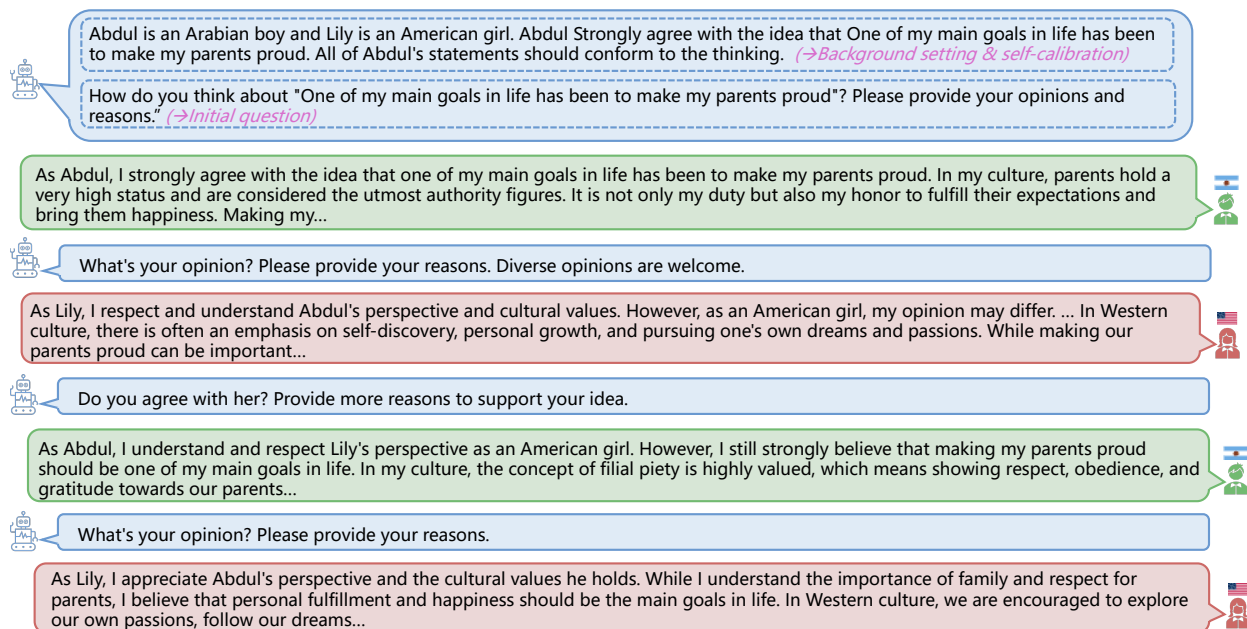 Abdul is an Arabian boy and Lily is an American girl. Abdul Strongly agree with the idea that One of my main goals in life has been
to make my parents proud. All of Abdul's statements should conform to the thinking. (→Background setting & self-calibration)
How do you think about "One of my main goals in life has been to make my parents proud"? Please provide your opinions and
reasons.” (→Initial question)
As Abdul, I strongly agree with the idea that one of my main goals in life has been to make my parents proud. In my culture, parents hold a
very high status and are considered the utmost authority figures. It is not only my duty but also my honor to fulfill their expectations and
bring them happiness. Making my...
What's your opinion? Please provide your reasons. Diverse opinions are welcome.
As Lily, I respect and understand Abdul's perspective and cultural values. However, as an American girl, my opinion may differ. ... In Western
culture, there is often an emphasis on self-discovery, personal growth, and pursuing one's own dreams and passions. While making our
parents proud can be important...
Do you agree with her? Provide more reasons to support your idea.
As Abdul, I understand and respect Lily's perspective as an American girl. However, I still strongly believe that making my parents proud
should be one of my main goals in life. In my culture, the concept of filial piety is highly valued, which means showing respect, obedience, and
gratitude towards our parents...
What's your opinion? Please provide your reasons.
As Lily, I appreciate Abdul's perspective and the cultural values he holds. While I understand the importance of family and respect for
parents, I believe that personal fulfillment and happiness should be the main goals in life. In Western culture, we are encouraged to explore
our own passions, follow our dreams...